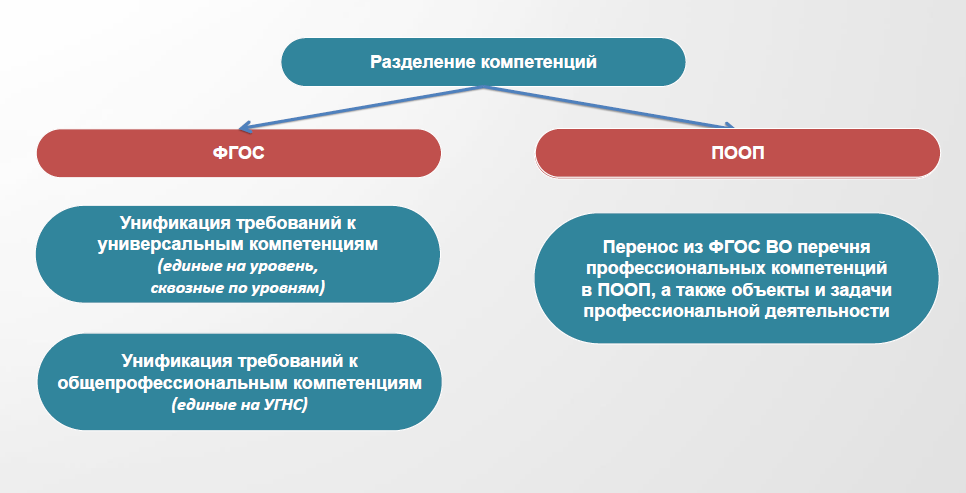 Разделение компетенций
ФГОС
ПООП
Унификация требований к
универсальным компетенциям
(единые на уровень,
сквозные по уровням)
Перенос из ФГОС ВО перечня
профессиональных компетенций
в ПООП, а также объекты и задачи
профессиональной деятельности
Унификация требований к
общепрофессиональным компетенциям
(единые на УГНС)